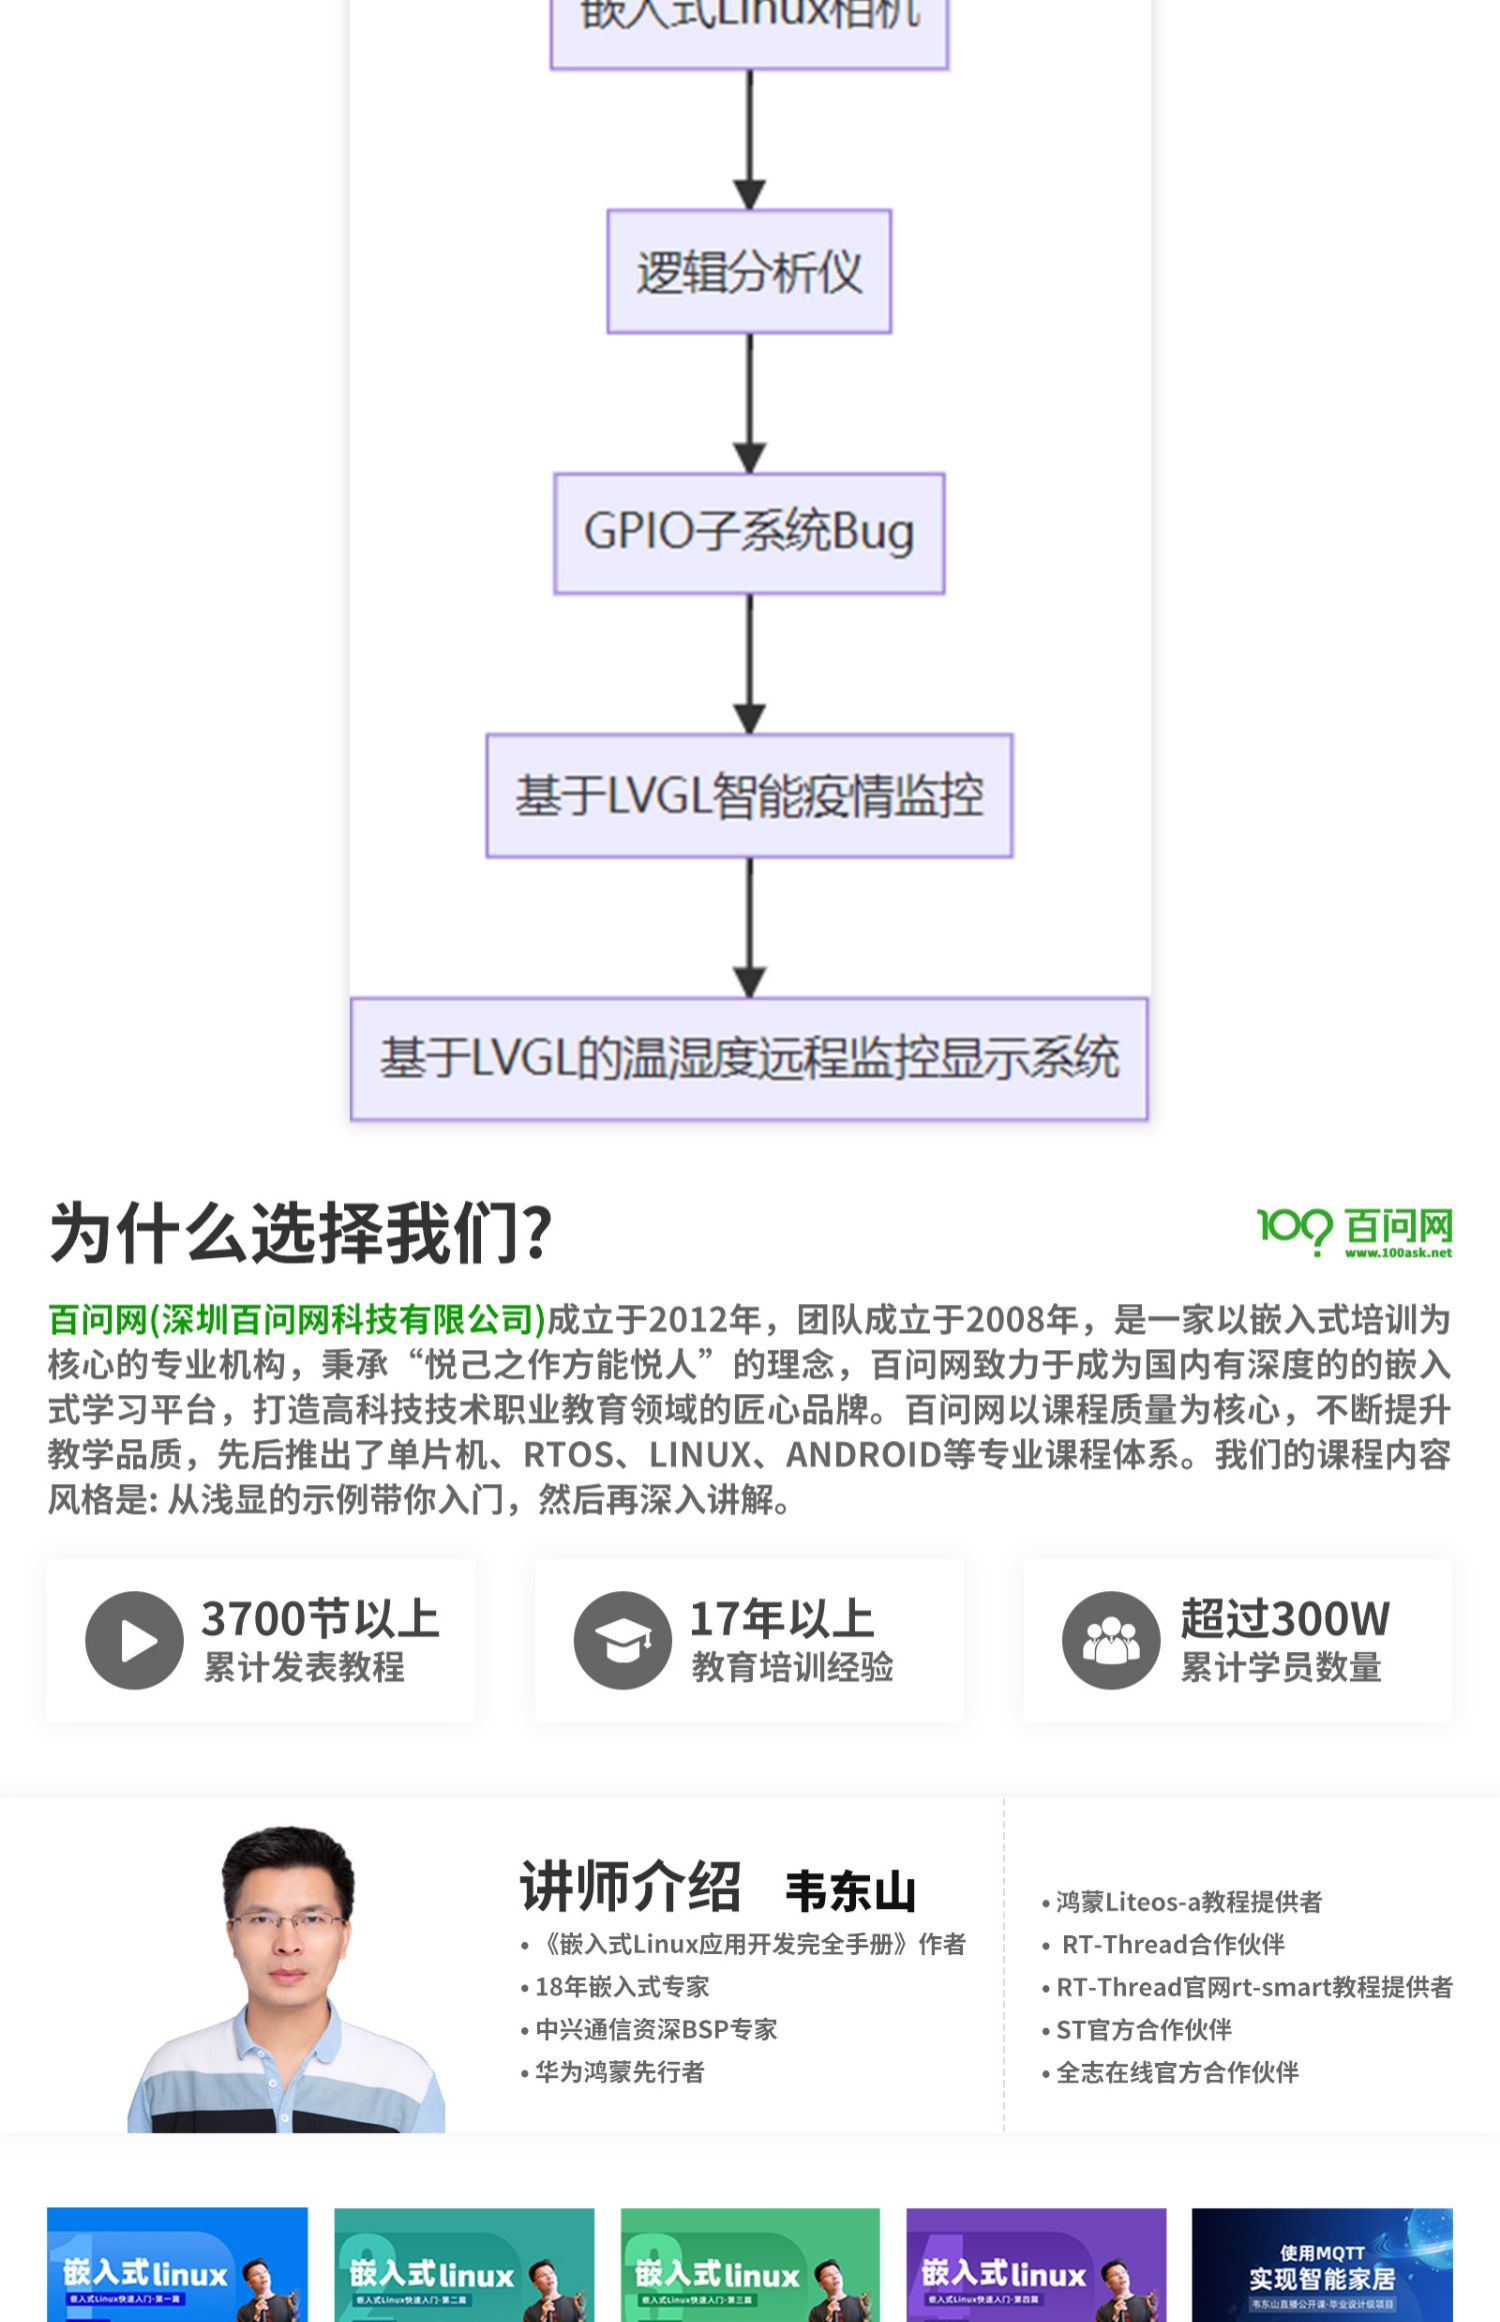 嵌入式Linux相机
逻辑分析仪
GPIO子系统Bug
基于LVGL智能疫情监控
基于LVGL的温湿度远程监控显示系统
为什么选择我们?
百问网
www.100ask.net
百问网(深圳百问网科技有限公司)成立于2012年，团队成立于2008年，是一家以嵌入式培训为
核心的专业机构，秉承“悦己之作方能悦人”的理念，百问网致力于成为国内有深度的的嵌入
式学习平台，打造高科技技术职业教育领域的匠心品牌。百问网以课程质量为核心，不断提升
教学品质，先后推出了单片机、RTOS、LINUX、ANDROID等专业课程体系。我们的课程内容
风格是: 从浅显的示例带你入门，然后再深入讲解。
3700节以上
累计发表教程
17年以上
教育培训经验
超过300W
累计学员数量
讲师介绍 韦东山
• 《嵌入式Linux应用开发完全手册》作者
• 18年嵌入式专家
• 中兴通信资深BSP专家
• 华为鸿蒙先行者
• 鸿蒙Liteos-a教程提供者
• RT-Thread合作伙伴
• RT-Thread官网rt-smart教程提供者
• ST官方合作伙伴
• 全志在线官方合作伙伴
1
嵌入式linux
嵌入式Linux快速入门-第一篇
2
嵌入式linux
嵌入式Linux快速入门-第二篇
3
嵌入式linux
嵌入式Linux快速入门-第三篇
4
嵌入式linux
嵌入式Linux快速入门-第四篇
使用MQTT
实现智能家居
韦东山直播公开课-毕业设计级项目